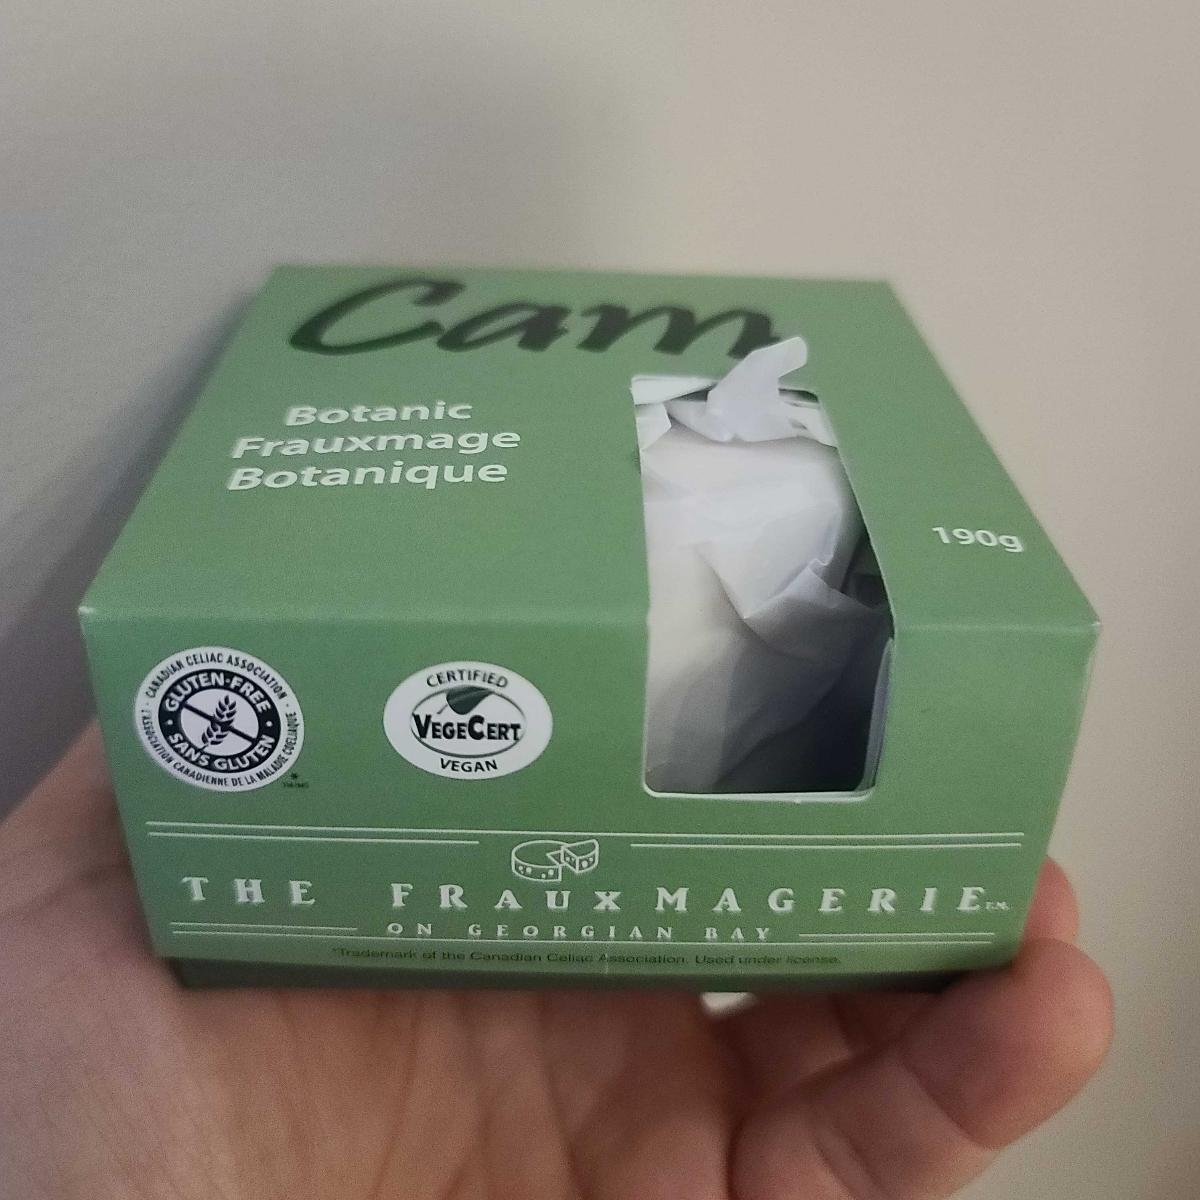 Cam
Botanic
Frauxmage
Botanique
190g
CANADIAN CELIAC ASSOCIATION
GLUTEN-FREE
SANS GLUTEN
L'ASSOCIATION CANADIENNE DE LA MALADIE COELIAQUE
CERTIFIED
VEGECERT
VEGAN
THE FRAUXMAGERIE T.M.
ON GEORGIAN BAY
*Trademark of the Canadian Celiac Association. Used under license.